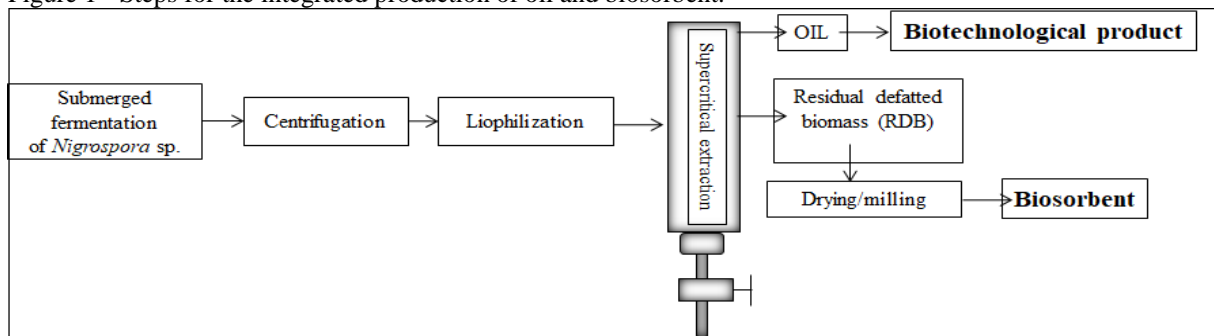 Figure 1 - Steps for the integrated production of oil and biosorbent.
Submerged
fermentation
of Nigrospora sp.
Centrifugation
Liophilization
Supercritical extraction
OIL
Biotechnological product
Residual defatted
biomass (RDB)
Drying/milling
Biosorbent